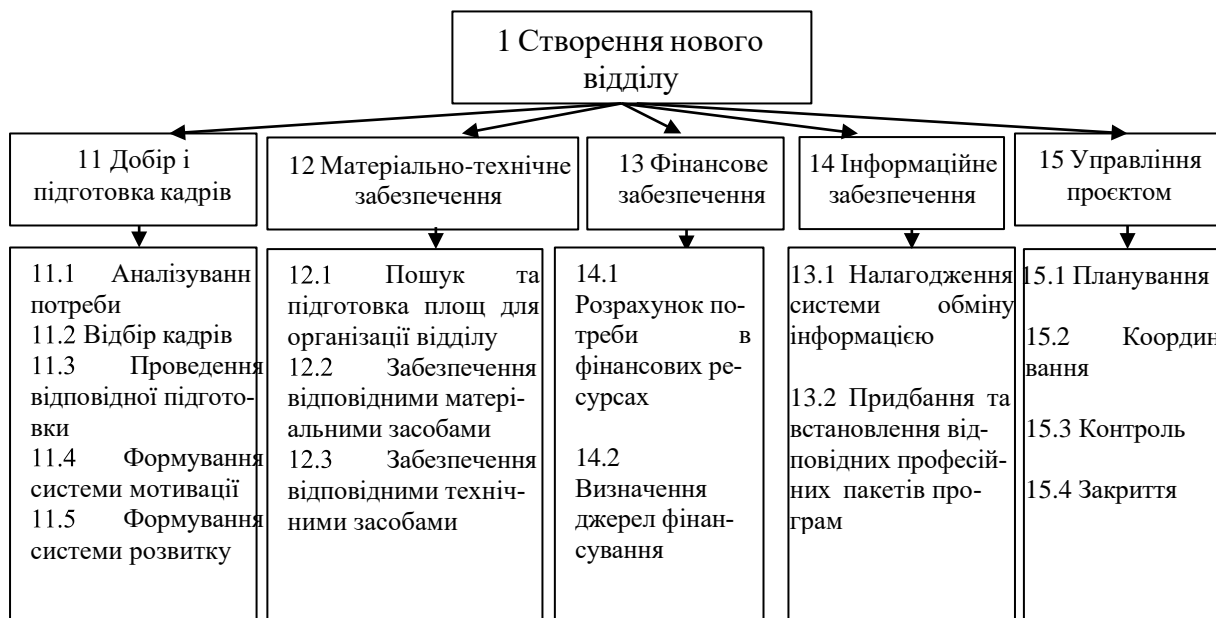 1 Створення нового
відділу
11 Добір і
підготовка кадрів
12 Матеріально-технічне
забезпечення
13 Фінансове
забезпечення
14 Інформаційне
забезпечення
15 Управління
проєктом
11.1 Аналізуванн
потреби
11.2 Відбір кадрів
11.3 Проведення
відповідної підгото-
вки
11.4 Формування
системи мотивації
11.5 Формування
системи розвитку
12.1 Пошук та
підготовка площ для
організації відділу
12.2 Забезпечення
відповідними матері-
альними засобами
12.3 Забезпечення
відповідними техніч-
ними засобами
14.1
Розрахунок по-
треби в
фінансових ре-
сурсах
14.2
Визначення
джерел фінан-
сування
13.1 Налагодження
системи обміну
інформацією
13.2 Придбання та
встановлення від-
повідних професій-
них пакетів про-
грам
15.1 Планування
15.2 Координ
вання
15.3 Контроль
15.4 Закриття